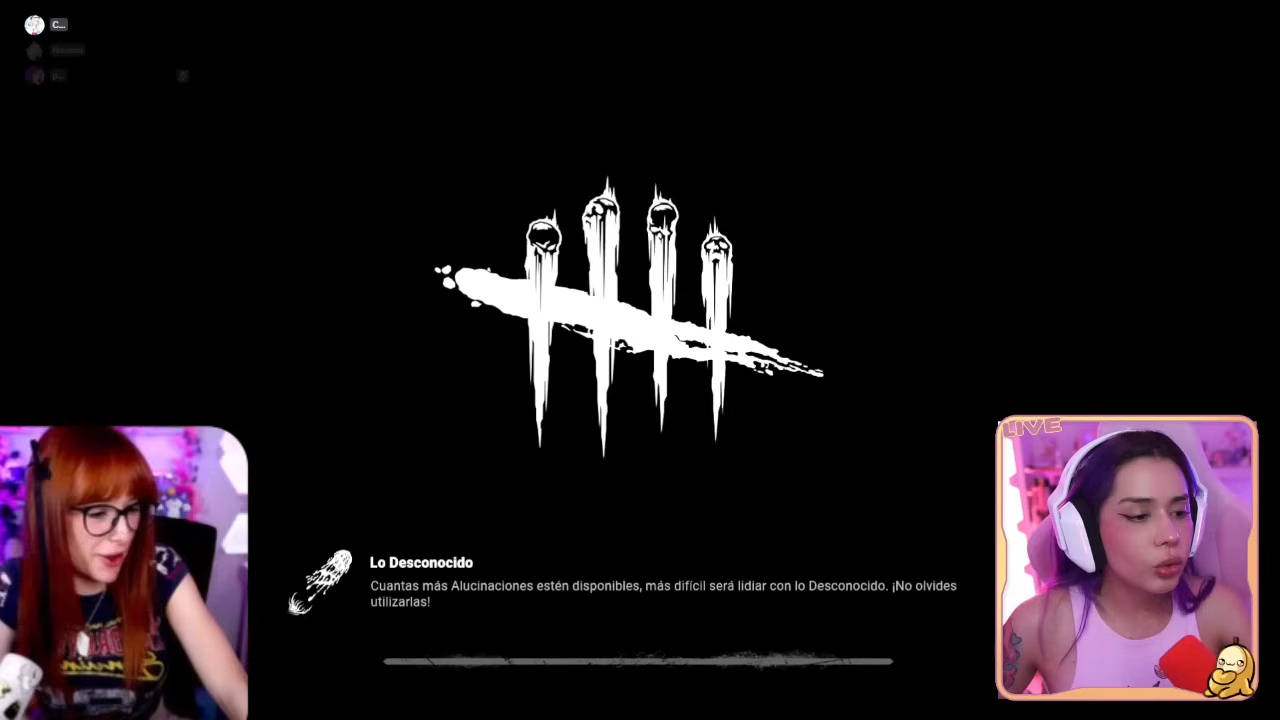 C...
p...
LIVE
Lo Desconocido
Cuantas más Alucinaciones estén disponibles, más difícil será lidiar con lo Desconocido. ¡No olvides
utilizarlas!